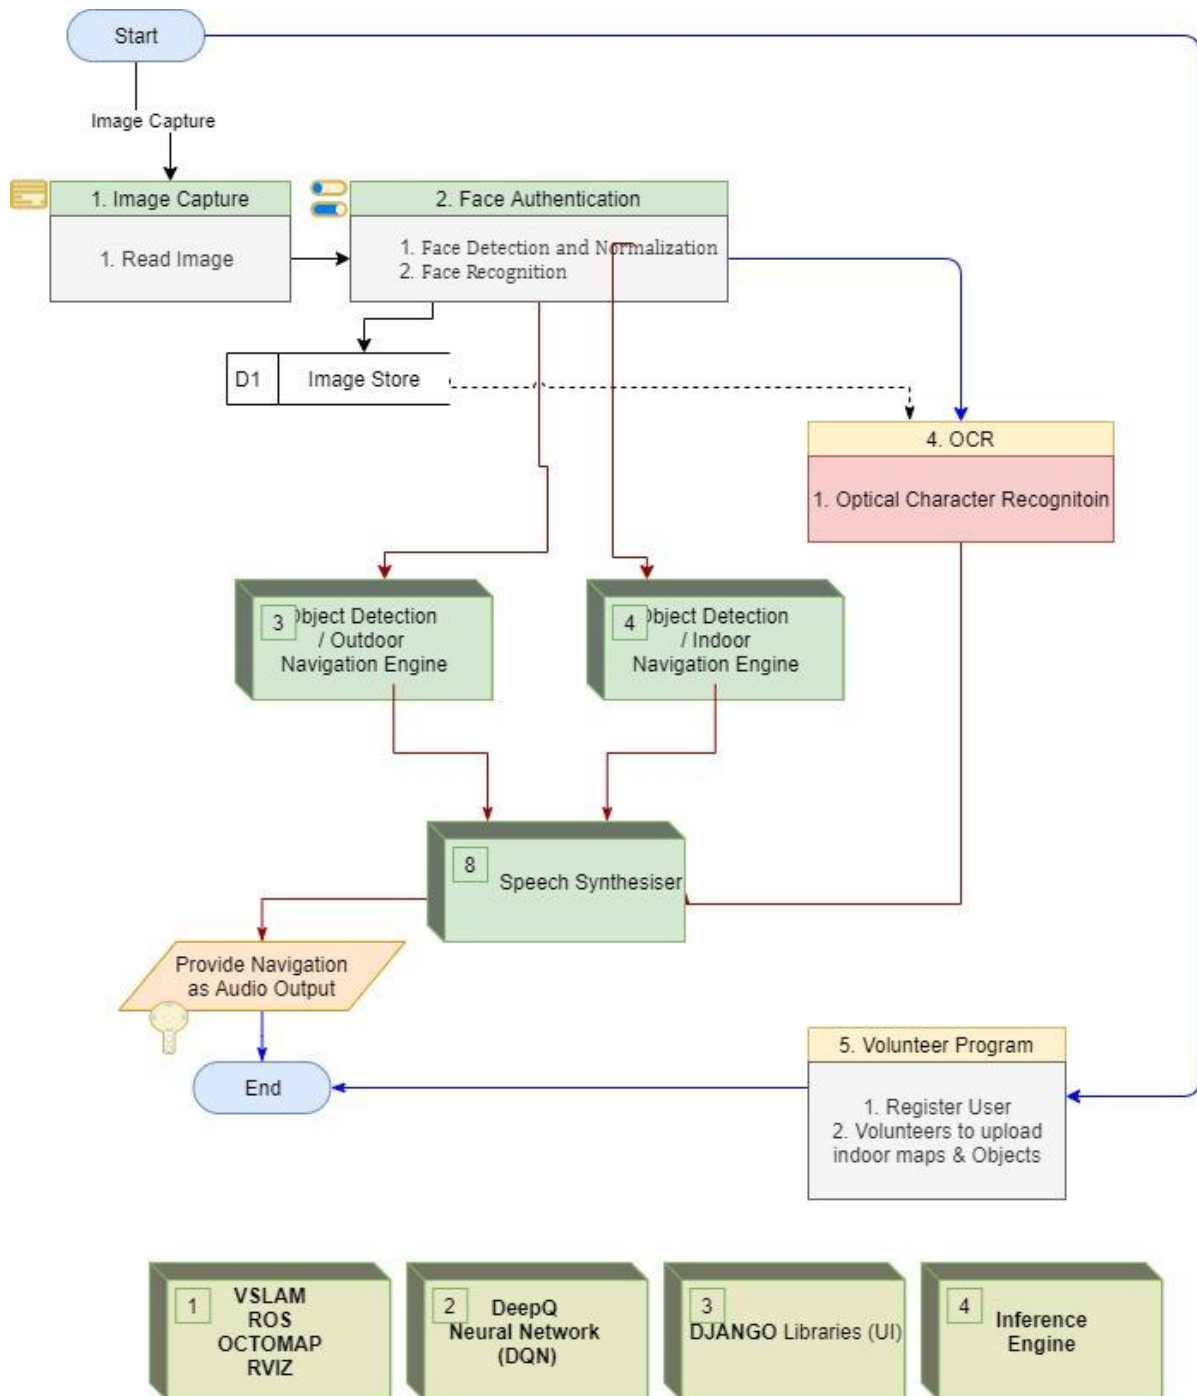 Start
Image Capture
1. Image Capture
1. Read Image
2. Face Authentication
1. Face Detection and Normalization
2. Face Recognition
D1
Image Store
4. OCR
1. Optical Character Recognitoin
3
Object Detection
/ Outdoor
Navigation Engine
4
Object Detection
/ Indoor
Navigation Engine
8
Speech Synthesiser
Provide Navigation
as Audio Output
End
5. Volunteer Program
1. Register User
2. Volunteers to upload
indoor maps & Objects
1
VSLAM
ROS
OCTOMAP
RVIZ
2
DeepQ
Neural Network
(DQN)
3
DJANGO Libraries (UI)
4
Inference
Engine